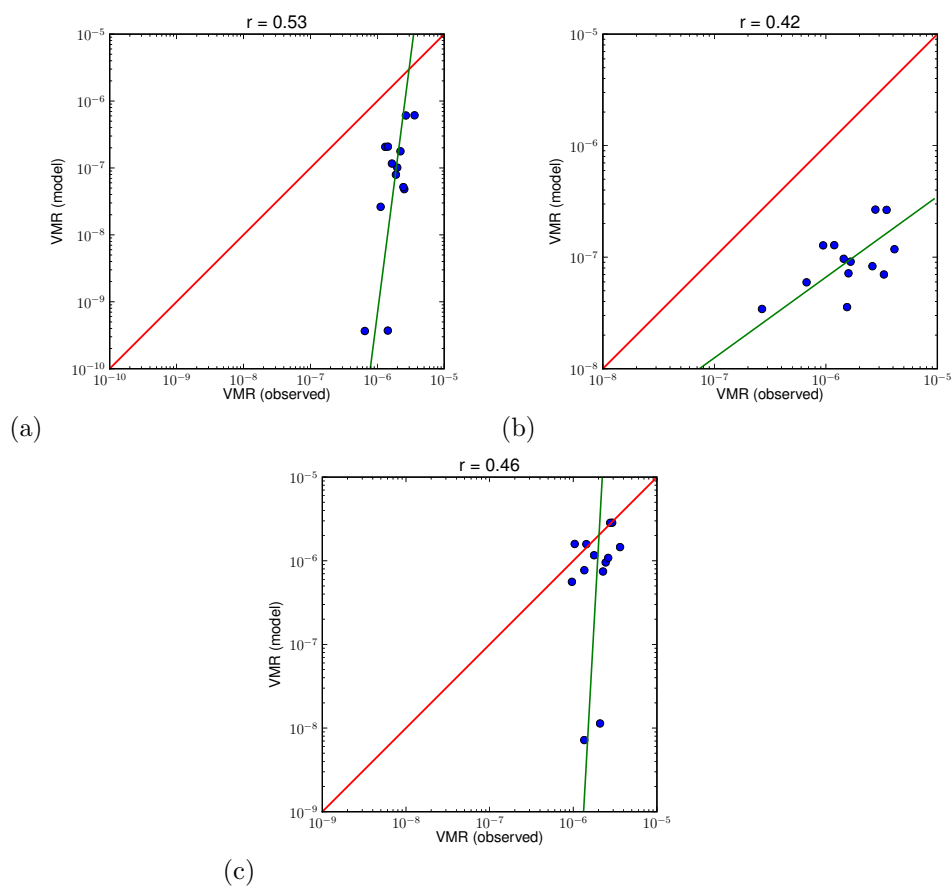 r = 0.53
10⁻⁵
10⁻⁶
10⁻⁷
10⁻⁸
10⁻⁹
10⁻¹⁰
VMR (model)
10⁻¹⁰ 10⁻⁹ 10⁻⁸ 10⁻⁷ 10⁻⁶ 10⁻⁵
VMR (observed)
(a)
r = 0.42
10⁻⁵
10⁻⁶
10⁻⁷
10⁻⁸
VMR (model)
10⁻⁸ 10⁻⁷ 10⁻⁶ 10⁻⁵
VMR (observed)
(b)
r = 0.46
10⁻⁵
10⁻⁶
10⁻⁷
10⁻⁸
10⁻⁹
VMR (model)
10⁻⁹ 10⁻⁸ 10⁻⁷ 10⁻⁶ 10⁻⁵
VMR (observed)
(c)